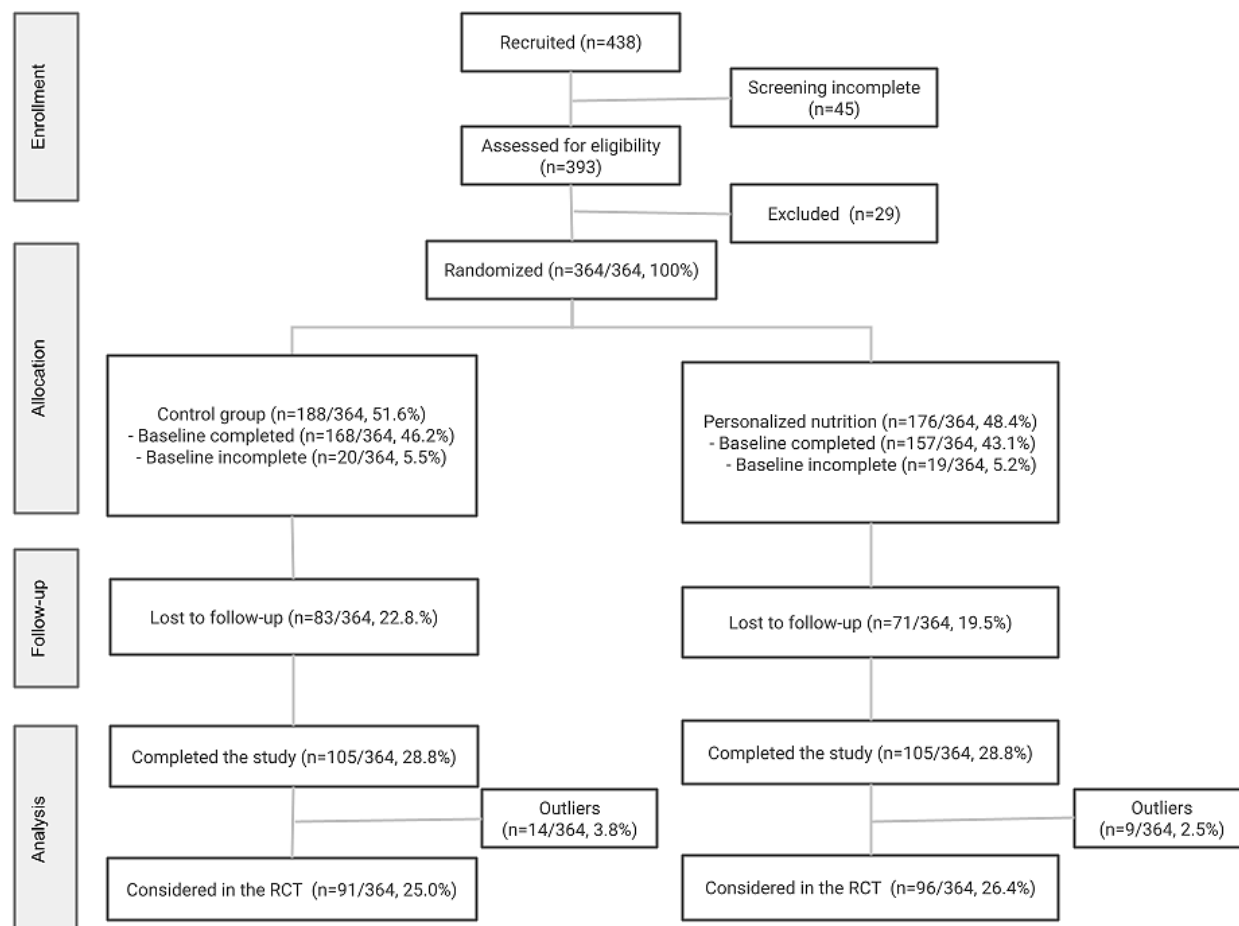 Enrollment
Recruited (n=438)
Screening incomplete
(n=45)
Assessed for eligibility
(n=393)
Excluded (n=29)
Allocation
Randomized (n=364/364, 100%)
Control group (n=188/364, 51.6%)
- Baseline completed (n=168/364, 46.2%)
- Baseline incomplete (n=20/364, 5.5%)
Personalized nutrition (n=176/364, 48.4%)
- Baseline completed (n=157/364, 43.1%)
- Baseline incomplete (n=19/364, 5.2%)
Follow-up
Lost to follow-up (n=83/364, 22.8.%)
Lost to follow-up (n=71/364, 19.5%)
Analysis
Completed the study (n=105/364, 28.8%)
Completed the study (n=105/364, 28.8%)
Outliers
(n=14/364, 3.8%)
Outliers
(n=9/364, 2.5%)
Considered in the RCT (n=91/364, 25.0%)
Considered in the RCT (n=96/364, 26.4%)